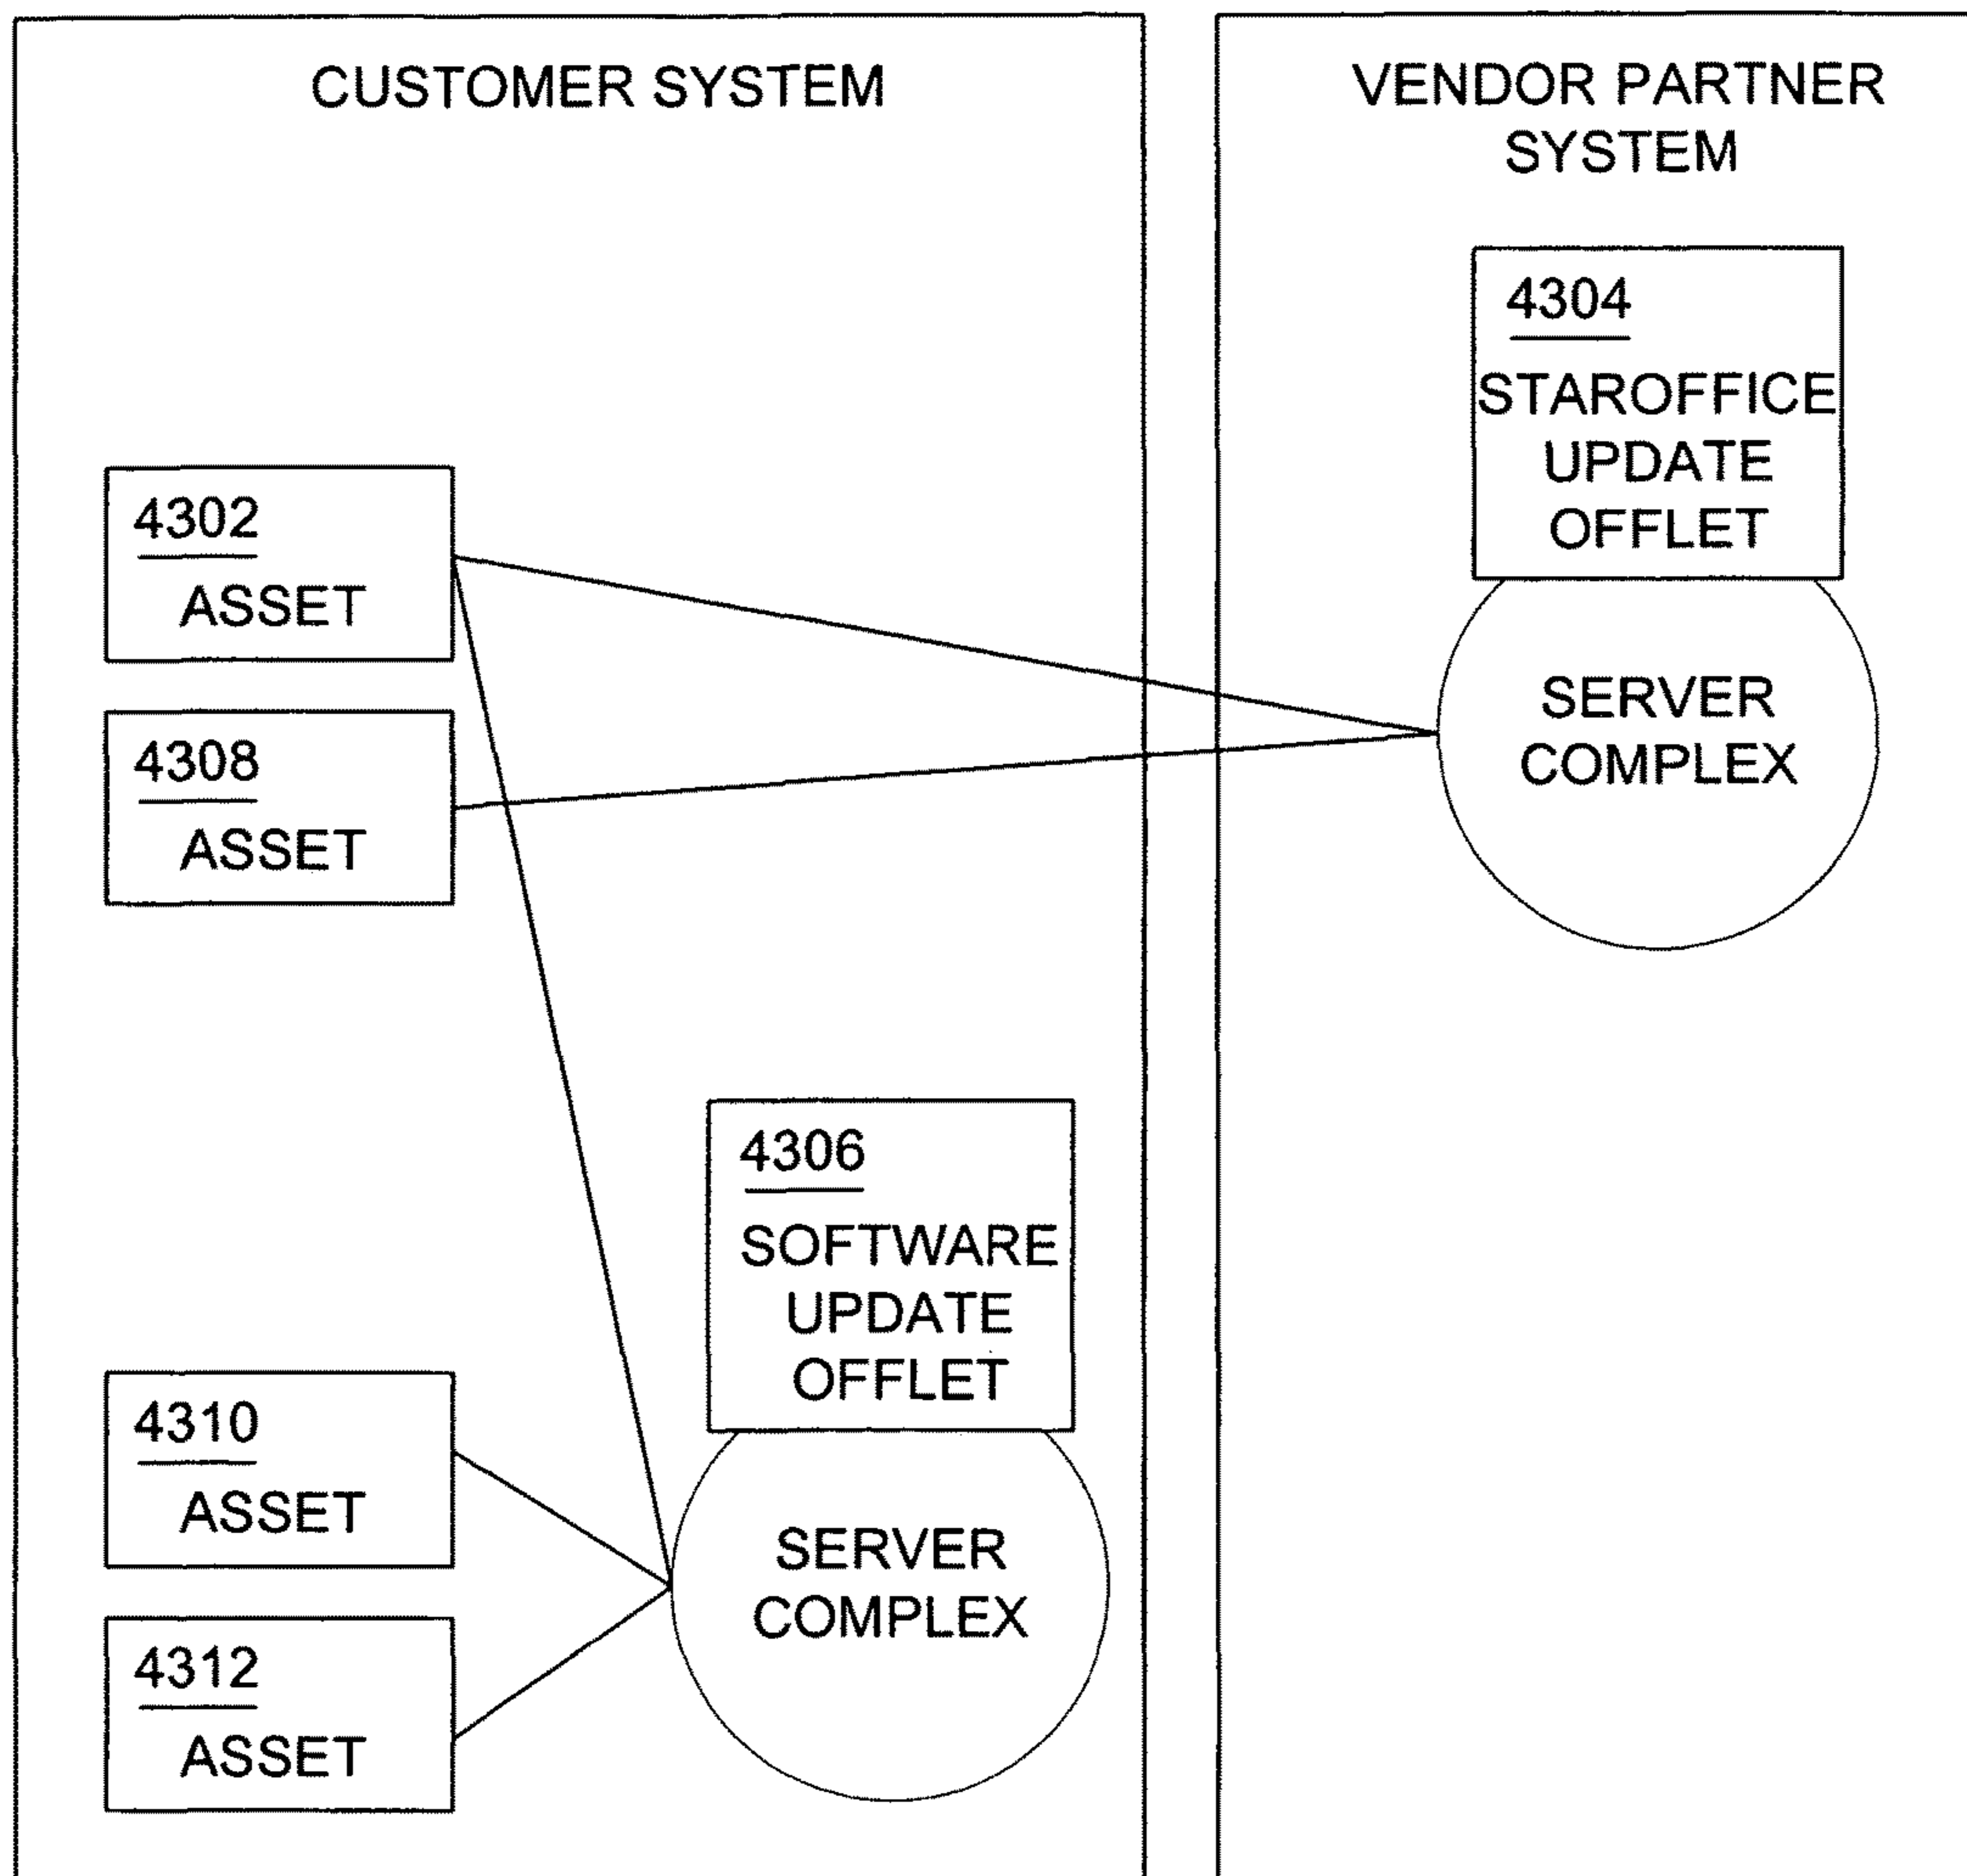 CUSTOMER SYSTEM
VENDOR PARTNER
SYSTEM
4304
STAROFFICE
UPDATE
OFFLET
SERVER
COMPLEX
4302
ASSET
4308
ASSET
4306
SOFTWARE
UPDATE
OFFLET
SERVER
COMPLEX
4310
ASSET
4312
ASSET